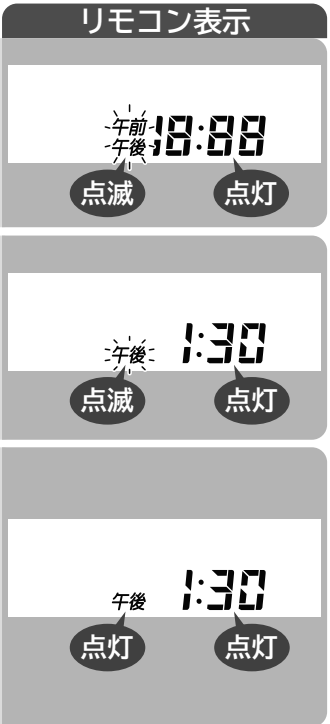 リモコン表示
午前
午後 18:88
点滅 点灯
午後 1:30
点滅 点灯
午後 1:30
点灯 点灯